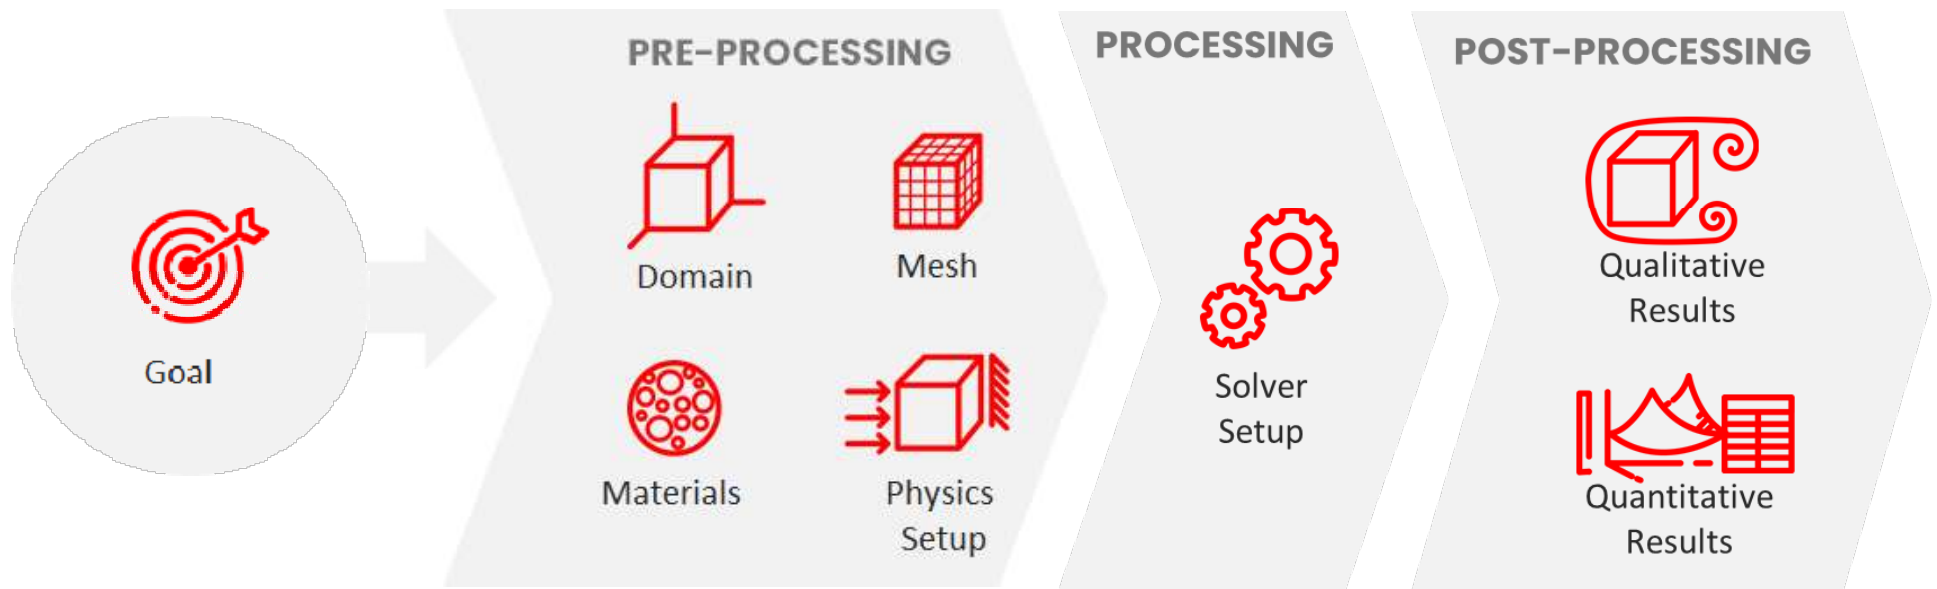 Goal
PRE-PROCESSING
Domain
Mesh
Materials
Physics
Setup
PROCESSING
Solver
Setup
POST-PROCESSING
Qualitative
Results
Quantitative
Results